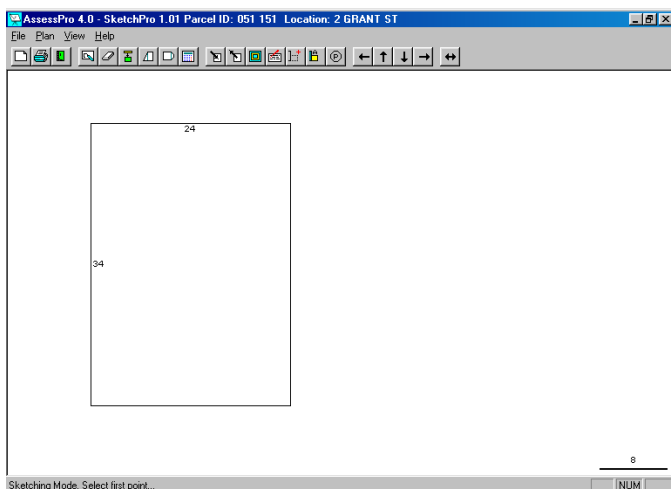 AssessPro 4.0 - SketchPro 1.01 Parcel ID: 051 151 Location: 2 GRANT ST
File Plan View Help
P
24
34
8
Sketching Mode. Select first point...
NUM